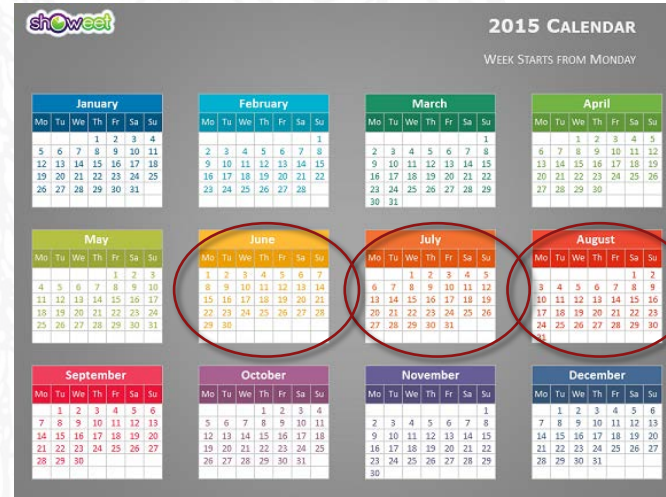 showeet
2015 CALENDAR
WEEK STARTS FROM MONDAY
January
Mo Tu We Th Fr Sa Su
1 2 3 4
5 6 7 8 9 10 11
12 13 14 15 16 17 18
19 20 21 22 23 24 25
26 27 28 29 30 31
February
Mo Tu We Th Fr Sa Su
1
2 3 4 5 6 7 8
9 10 11 12 13 14 15
16 17 18 19 20 21 22
23 24 25 26 27 28
March
Mo Tu We Th Fr Sa Su
1
2 3 4 5 6 7 8
9 10 11 12 13 14 15
16 17 18 19 20 21 22
23 24 25 26 27 28 29
30 31
April
Mo Tu We Th Fr Sa Su
1 2 3 4 5
6 7 8 9 10 11 12
13 14 15 16 17 18 19
20 21 22 23 24 25 26
27 28 29 30
May
Mo Tu We Th Fr Sa Su
1 2 3
4 5 6 7 8 9 10
11 12 13 14 15 16 17
18 19 20 21 22 23 24
25 26 27 28 29 30 31
June
Mo Tu We Th Fr Sa Su
1 2 3 4 5 6 7
8 9 10 11 12 13 14
15 16 17 18 19 20 21
22 23 24 25 26 27 28
29 30
July
Mo Tu We Th Fr Sa Su
1 2 3 4 5
6 7 8 9 10 11 12
13 14 15 16 17 18 19
20 21 22 23 24 25 26
27 28 29 30 31
August
Mo Tu We Th Fr Sa Su
1 2
3 4 5 6 7 8 9
10 11 12 13 14 15 16
17 18 19 20 21 22 23
24 25 26 27 28 29 30
31
September
Mo Tu We Th Fr Sa Su
1 2 3 4 5 6
7 8 9 10 11 12 13
14 15 16 17 18 19 20
21 22 23 24 25 26 27
28 29 30
October
Mo Tu We Th Fr Sa Su
1 2 3 4
5 6 7 8 9 10 11
12 13 14 15 16 17 18
19 20 21 22 23 24 25
26 27 28 29 30 31
November
Mo Tu We Th Fr Sa Su
1
2 3 4 5 6 7 8
9 10 11 12 13 14 15
16 17 18 19 20 21 22
23 24 25 26 27 28 29
30
December
Mo Tu We Th Fr Sa Su
1 2 3 4 5 6
7 8 9 10 11 12 13
14 15 16 17 18 19 20
21 22 23 24 25 26 27
28 29 30 31